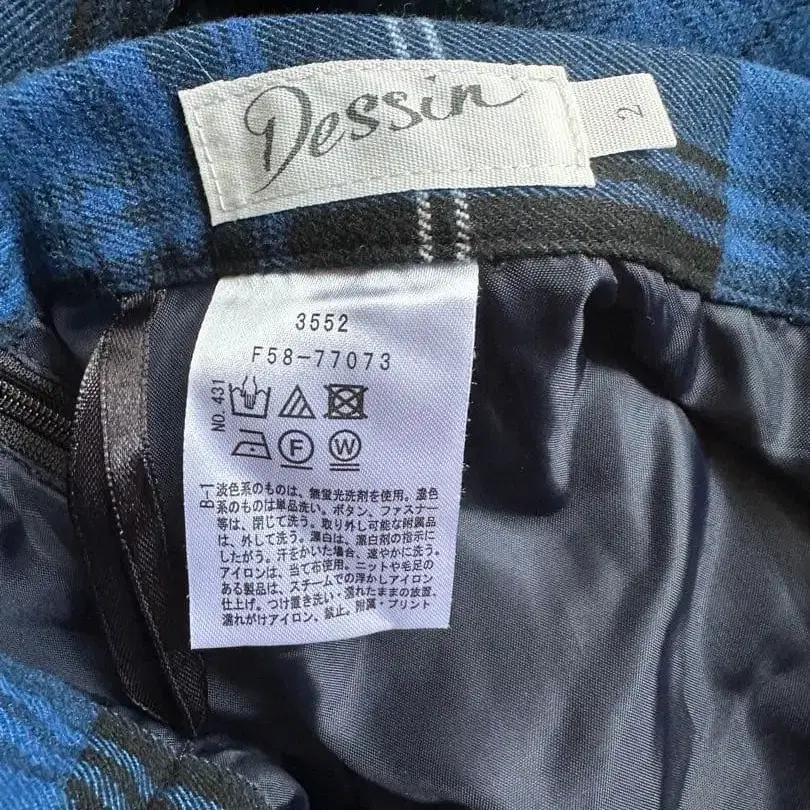 Dessin
2
3552
F58-77073
NO. 431
F W
B-1
淡色系のものは、無蛍光洗剤を使用。濃色
系のものは単品洗い。ボタン、ファスナー
等は、閉じて洗う。取り外し可能な附属品
は、外して洗う。漂白は、漂白剤の指示に
したがう。汗をかいた場合、速やかに洗う。
アイロンは、当て布使用。ニットや毛足の
ある製品は、スチームでの浮かしアイロン
仕上げ。つけ置き洗い・濡れたままの放置、
濡れがけアイロン、禁止。附属・プリント